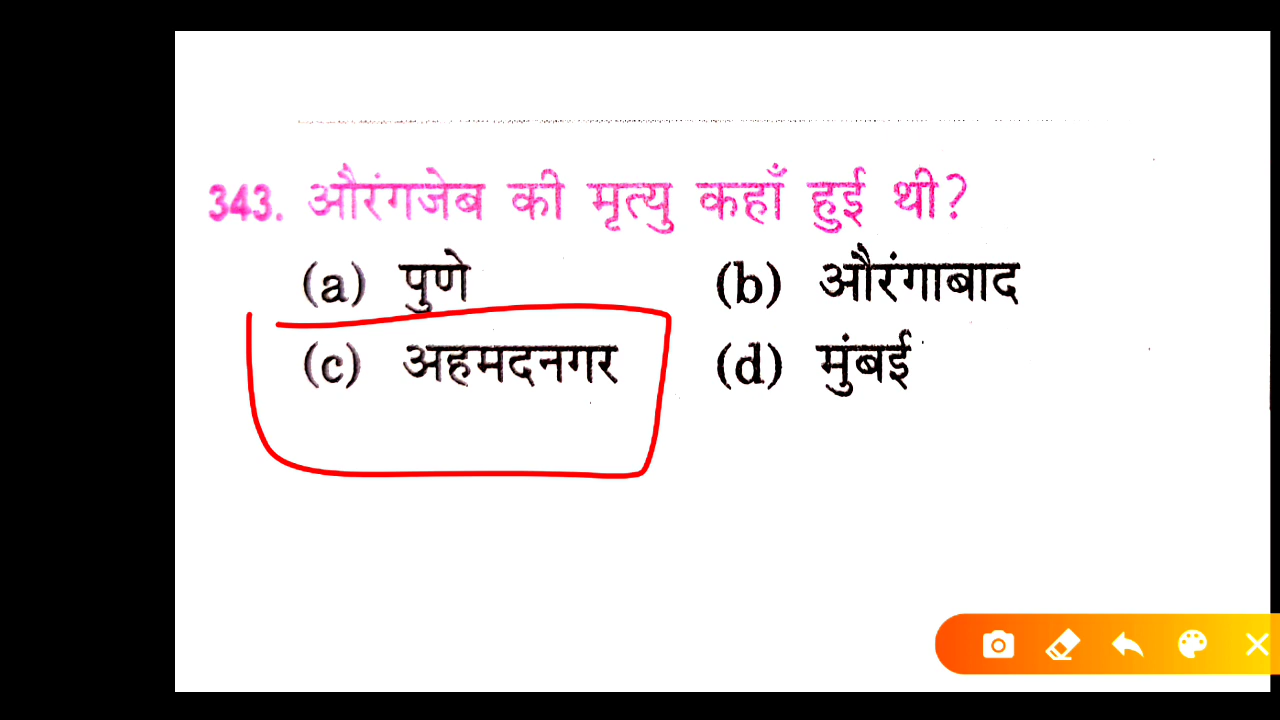 343. औरंगजेब की मृत्यु कहाँ हुई थी?
(a) पुणे (b) औरंगाबाद
(c) अहमदनगर (d) मुंबई